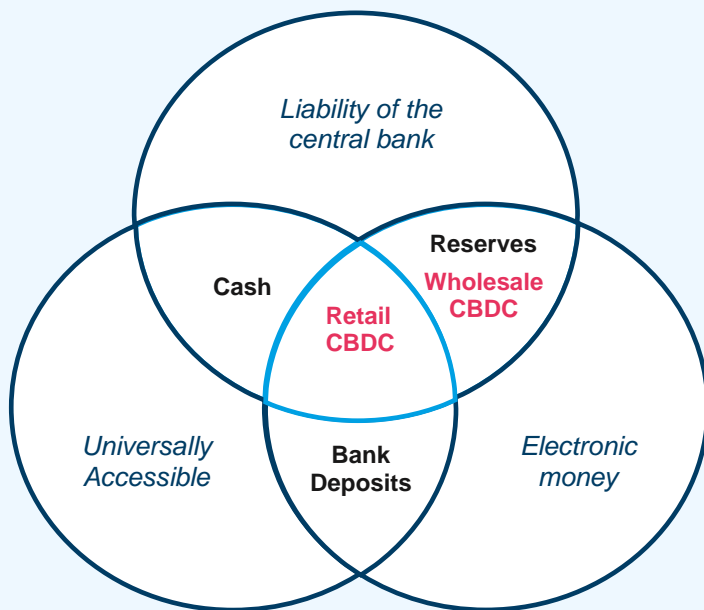 Liability of the
central bank
Reserves
Wholesale
CBDC
Cash
Retail
CBDC
Universally
Accessible
Bank
Deposits
Electronic
money